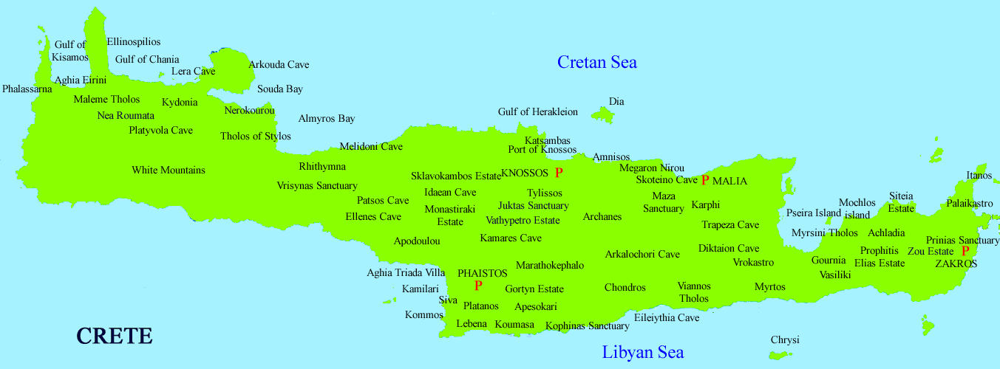 Gulf of
Kisamos
Ellinospilios
Gulf of Chania
Lera Cave
Arkouda Cave
Cretan Sea
Phalassarna
Aghia Eirini
Souda Bay
Maleme Tholos
Kydonia
Nerokourou
Dia
Nea Roumata
Almyros Bay
Gulf of Herakleion
Platyvola Cave
Tholos of Stylos
Melidoni Cave
Katsambas
Port of Knossos
Amnisos
White Mountains
Rhithymna
Sklavokambos Estate
KNOSSOS P
Megaron Nirou
Skoteino Cave
P MALIA
Itanos
Vrisynas Sanctuary
Idaean Cave
Tylissos
Patsos Cave
Juktas Sanctuary
Maza
Sanctuary
Karphi
Mochlos
island
Siteia
Estate
Palaikastro
Ellenes Cave
Monastiraki
Estate
Vathypetro Estate
Archanes
Pseira Island
Trapeza Cave
Myrsini Tholos
Achladia
Apodoulou
Kamares Cave
Prinias Sanctuary
Arkalochori Cave
Diktaion Cave
Prophitis
Elias Estate
Zou Estate
P
ZAKROS
Vrokastro
Gournia
Vasiliki
Marathokephalo
Aghia Triada Villa
PHAISTOS
P
Kamilari
Gortyn Estate
Chondros
Viannos
Tholos
Myrtos
Siva
Platanos
Apesokari
Kommos
Lebena
Koumasa
Kophinas Sanctuary
Eileiythia Cave
CRETE
Libyan Sea
Chrysi